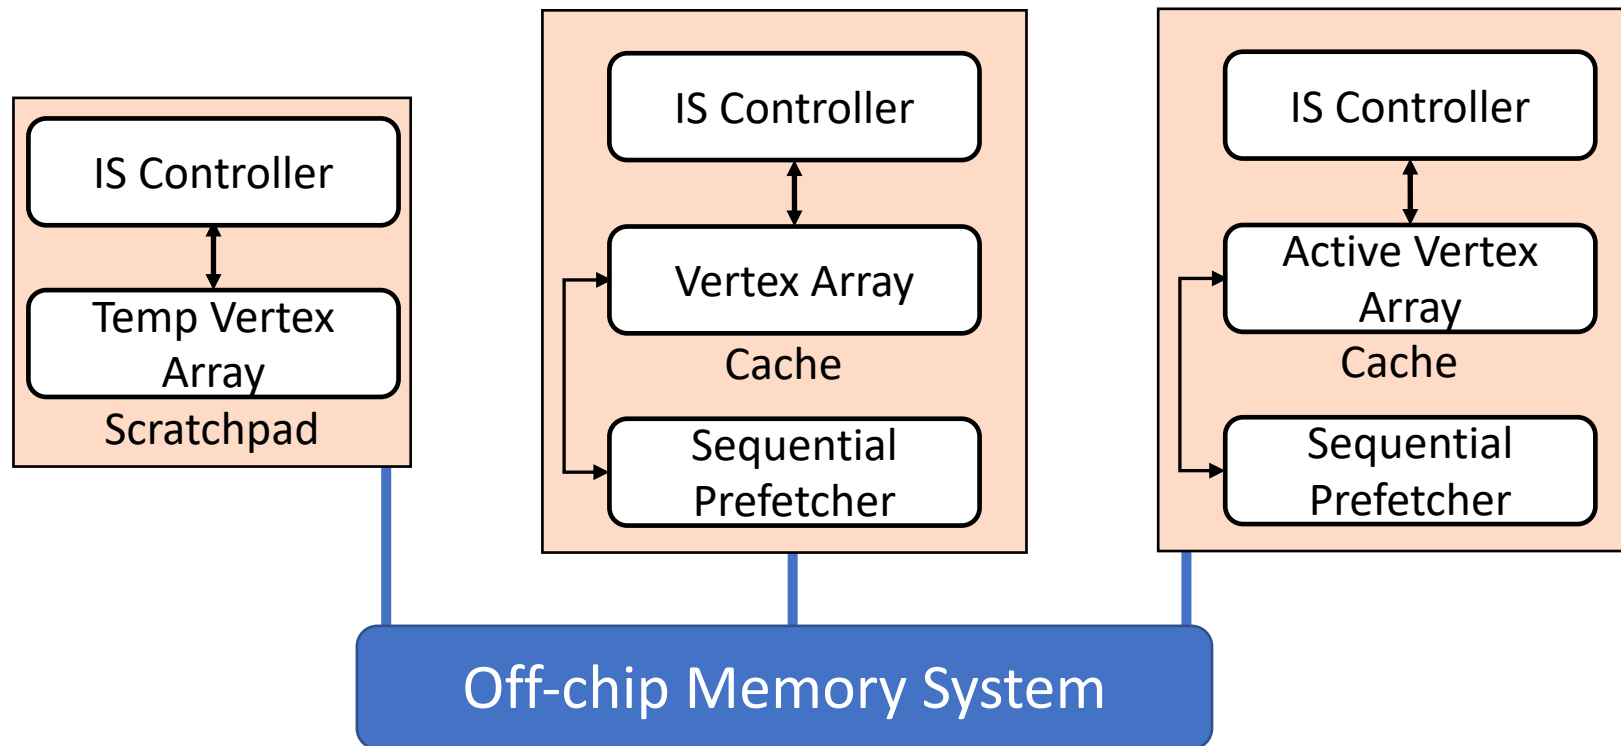 IS Controller
Temp Vertex
Array
Scratchpad
IS Controller
Vertex Array
Cache
Sequential
Prefetcher
IS Controller
Active Vertex
Array
Cache
Sequential
Prefetcher
Off-chip Memory System